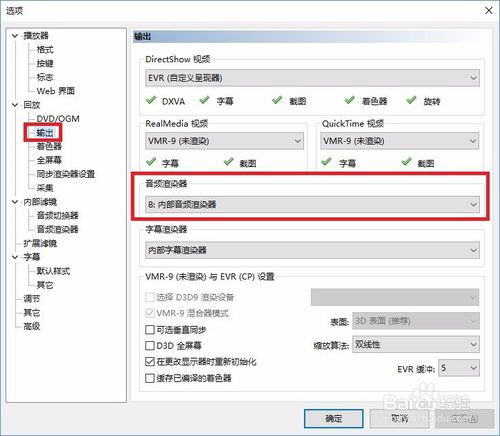 选项
输出
播放器
格式
按键
标志
Web 界面
回放
DVD/OGM
输出
着色器
全屏幕
同步渲染器设置
采集
内部滤镜
音频切换器
音频渲染器
扩展滤镜
字幕
默认样式
其它
调节
其它
高级
DirectShow 视频
EVR (自定义呈现器)
DXVA 字幕 截图 着色器 旋转
RealMedia 视频
VMR-9 (未渲染)
字幕 截图
QuickTime 视频
VMR-9 (未渲染)
字幕 截图
音频渲染器
8: 内部音频渲染器
字幕渲染器
内部字幕渲染器
VMR-9 (未渲染) 与 EVR (CP) 设置
选择 D3D9 渲染设备
VMR-9 混合器模式
可选垂直同步
D3D 全屏幕
在更改显示器时重新初始化
缓存已编译的着色器
表面: 3D 表面 (推荐)
缩放算法: 双线性
EVR 缓冲: 5
确定
取消
Baidu 经验